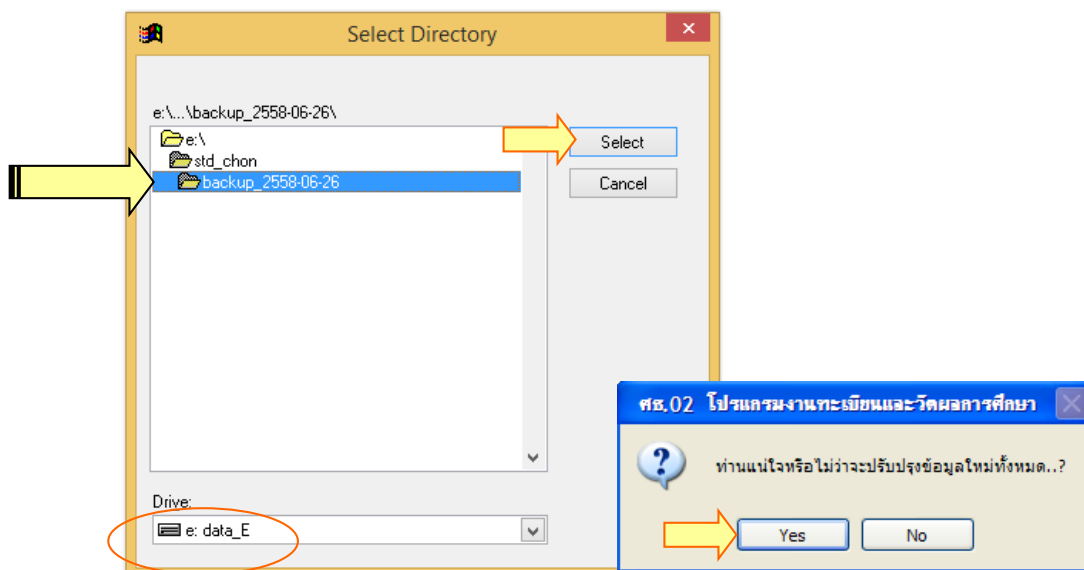 Select Directory
e:\...\backup_2558-06-26\
e:\
std_chon
backup_2558-06-26
Select
Cancel
Drive:
e: data_E
ศธ.02 โปรแกรมงานทะเบียนและวัดผลการศึกษา
ท่านแน่ใจหรือไม่ว่าจะปรับปรุงข้อมูลใหม่ทั้งหมด..?
Yes
No